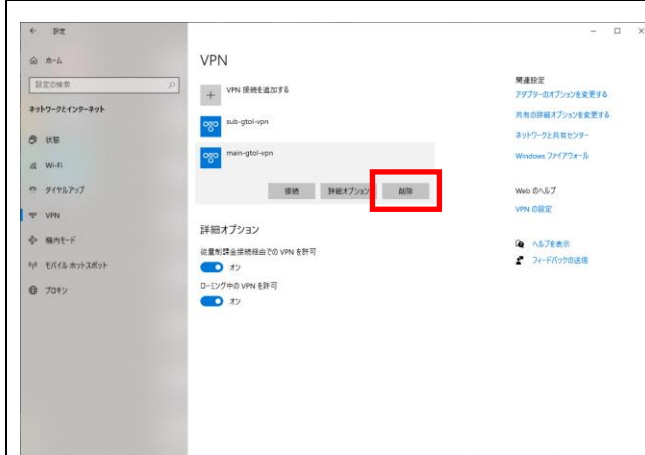 設定
ホーム
設定の検索
ネットワークとインターネット
状態
Wi-Fi
ダイヤルアップ
VPN
機内モード
モバイル ホットスポット
プロキシ
VPN
VPN 接続を追加する
sub-gtol-vpn
main-gtol-vpn
接続
詳細オプション
削除
詳細オプション
従量制課金接続経由での VPN を許可
オン
ローミング中の VPN を許可
オン
関連設定
アダプターのオプションを変更する
共有の詳細オプションを変更する
ネットワークと共有センター
Windows ファイアウォール
Web のヘルプ
VPN の設定
ヘルプを表示
フィードバックの送信